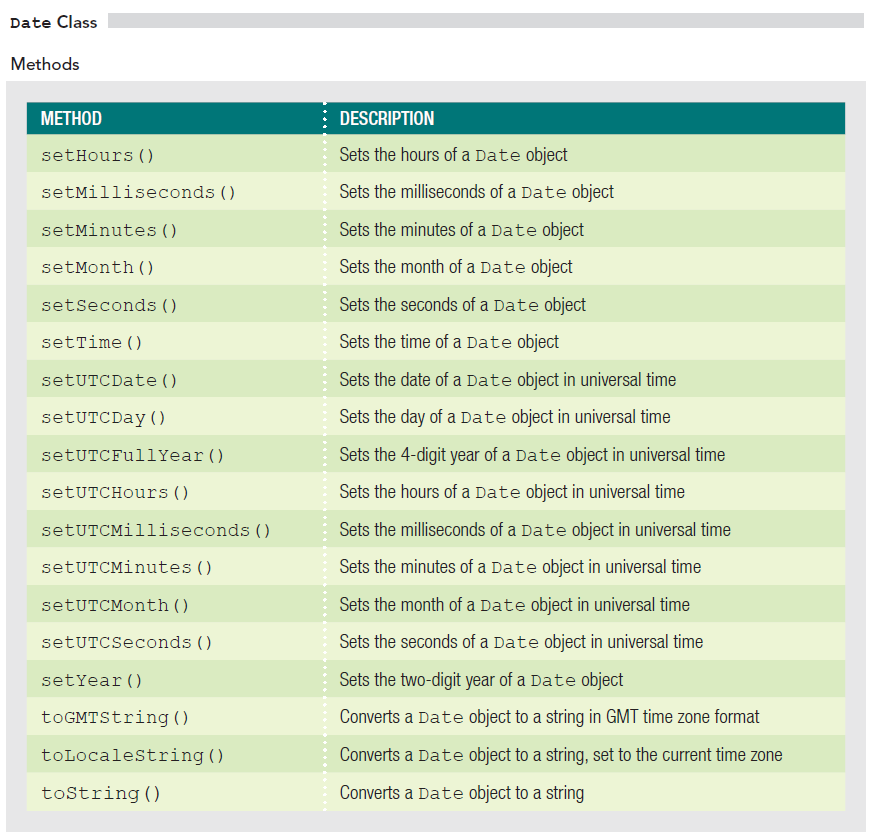 Date Class
Methods
METHOD DESCRIPTION
setHours() Sets the hours of a Date object
setMilliseconds() Sets the milliseconds of a Date object
setMinutes() Sets the minutes of a Date object
setMonth() Sets the month of a Date object
setSeconds() Sets the seconds of a Date object
setTime() Sets the time of a Date object
setUTCDate() Sets the date of a Date object in universal time
setUTCDay() Sets the day of a Date object in universal time
setUTCFullYear() Sets the 4-digit year of a Date object in universal time
setUTCHours() Sets the hours of a Date object in universal time
setUTCMilliseconds() Sets the milliseconds of a Date object in universal time
setUTCMinutes() Sets the minutes of a Date object in universal time
setUTCMonth() Sets the month of a Date object in universal time
setUTCSeconds() Sets the seconds of a Date object in universal time
setYear() Sets the two-digit year of a Date object
toGMTString() Converts a Date object to a string in GMT time zone format
toLocaleString() Converts a Date object to a string, set to the current time zone
toString() Converts a Date object to a string